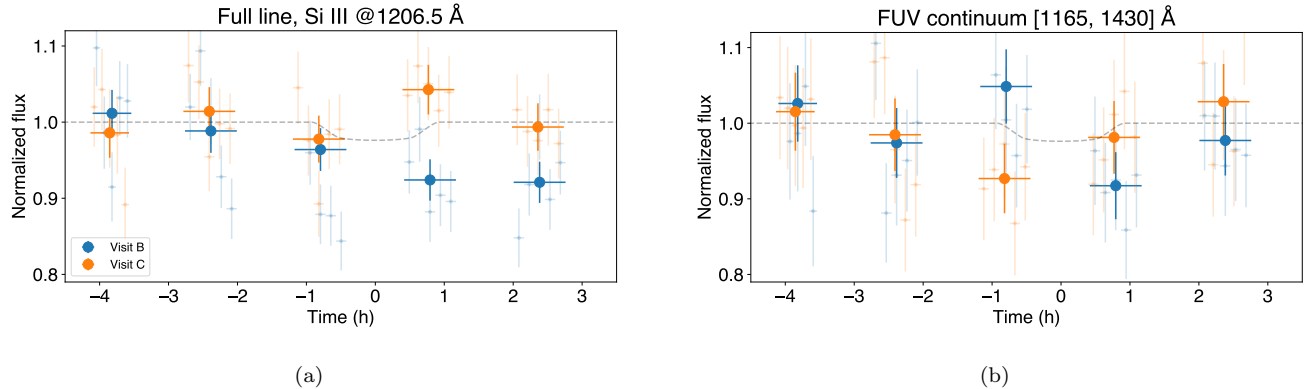 Full line, Si III @1206.5 Å
1.1
1.0
0.9
0.8
Normalized flux
Visit B
Visit C
−4 −3 −2 −1 0 1 2 3
Time (h)
(a)
FUV continuum [1165, 1430] Å
1.1
1.0
0.9
0.8
Normalized flux
−4 −3 −2 −1 0 1 2 3
Time (h)
(b)